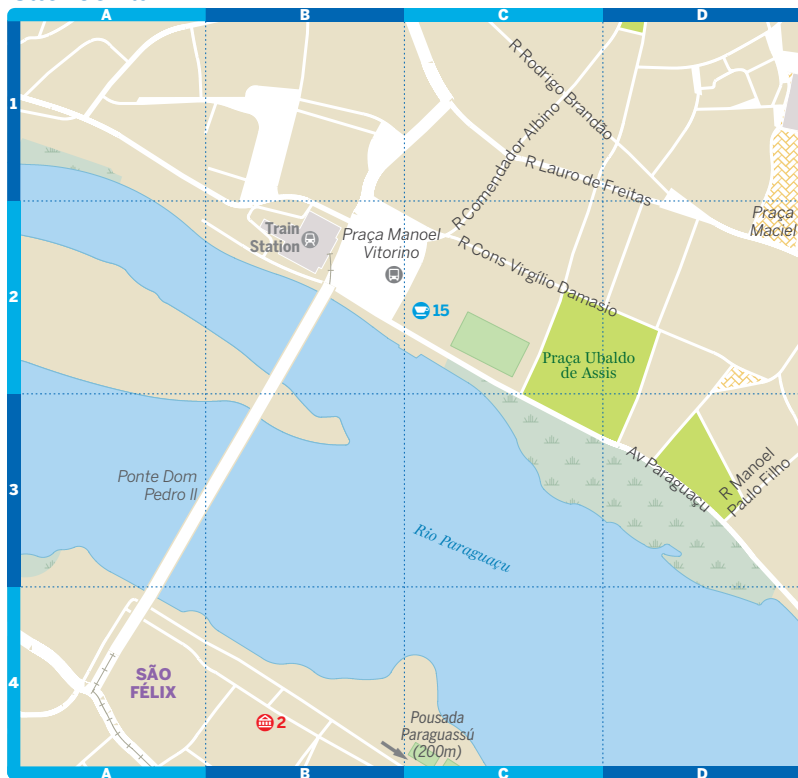 A
B
C
D
1
R Rodrigo Brandão
R Comendador Albino
R Lauro de Freitas
Praça
Maciel
Train
Station
Praça Manoel
Vitorino
R Cons Virgílio Damasio
2
15
Praça Ubaldo
de Assis
Av Paraguaçu
R Manoel
Paulo Filho
3
Ponte Dom
Pedro II
Rio Paraguaçu
SÃO
FÉLIX
4
2
Pousada
Paraguassú
(200m)
A
B
C
D